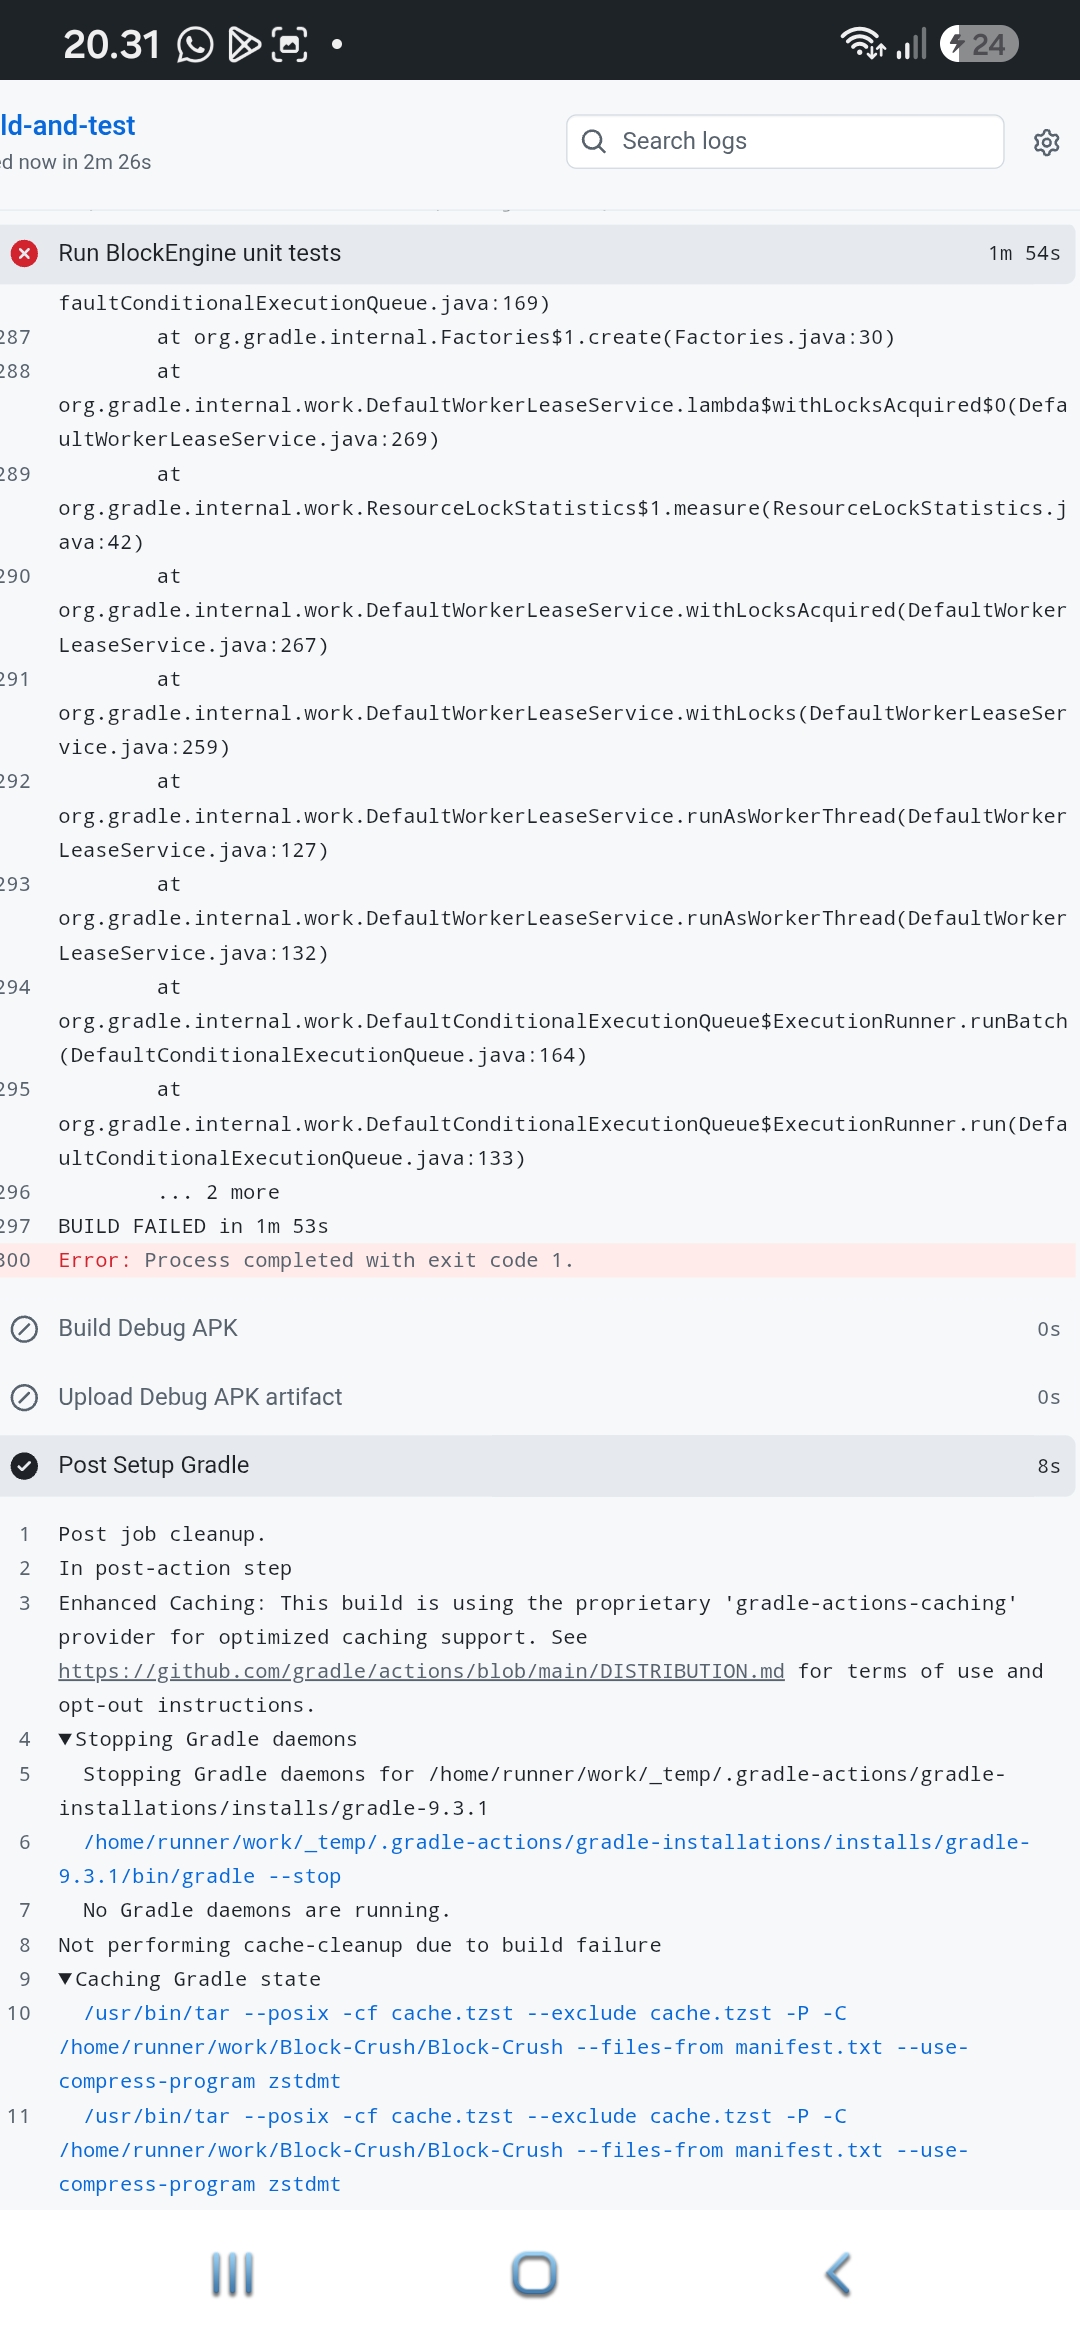 20.31
24
ld-and-test
ed now in 2m 26s
Search logs
Run BlockEngine unit tests 1m 54s
faultConditionalExecutionQueue.java:169)
287 at org.gradle.internal.Factories$1.create(Factories.java:30)
288 at
org.gradle.internal.work.DefaultWorkerLeaseService.lambda$withLocksAcquired$0(Defa
ultWorkerLeaseService.java:269)
289 at
org.gradle.internal.work.ResourceLockStatistics$1.measure(ResourceLockStatistics.j
ava:42)
290 at
org.gradle.internal.work.DefaultWorkerLeaseService.withLocksAcquired(DefaultWorker
LeaseService.java:267)
291 at
org.gradle.internal.work.DefaultWorkerLeaseService.withLocks(DefaultWorkerLeaseSer
vice.java:259)
292 at
org.gradle.internal.work.DefaultWorkerLeaseService.runAsWorkerThread(DefaultWorker
LeaseService.java:127)
293 at
org.gradle.internal.work.DefaultWorkerLeaseService.runAsWorkerThread(DefaultWorker
LeaseService.java:132)
294 at
org.gradle.internal.work.DefaultConditionalExecutionQueue$ExecutionRunner.runBatch
(DefaultConditionalExecutionQueue.java:164)
295 at
org.gradle.internal.work.DefaultConditionalExecutionQueue$ExecutionRunner.run(Defa
ultConditionalExecutionQueue.java:133)
296 ... 2 more
297 BUILD FAILED in 1m 53s
300 Error: Process completed with exit code 1.
Build Debug APK 0s
Upload Debug APK artifact 0s
Post Setup Gradle 8s
1 Post job cleanup.
2 In post-action step
3 Enhanced Caching: This build is using the proprietary 'gradle-actions-caching'
provider for optimized caching support. See
https://github.com/gradle/actions/blob/main/DISTRIBUTION.md for terms of use and
opt-out instructions.
4 ▼Stopping Gradle daemons
5 Stopping Gradle daemons for /home/runner/work/_temp/.gradle-actions/gradle-
installations/installs/gradle-9.3.1
6 /home/runner/work/_temp/.gradle-actions/gradle-installations/installs/gradle-
9.3.1/bin/gradle --stop
7 No Gradle daemons are running.
8 Not performing cache-cleanup due to build failure
9 ▼Caching Gradle state
10 /usr/bin/tar --posix -cf cache.tzst --exclude cache.tzst -P -C
/home/runner/work/Block-Crush/Block-Crush --files-from manifest.txt --use-
compress-program zstdmt
11 /usr/bin/tar --posix -cf cache.tzst --exclude cache.tzst -P -C
/home/runner/work/Block-Crush/Block-Crush --files-from manifest.txt --use-
compress-program zstdmt